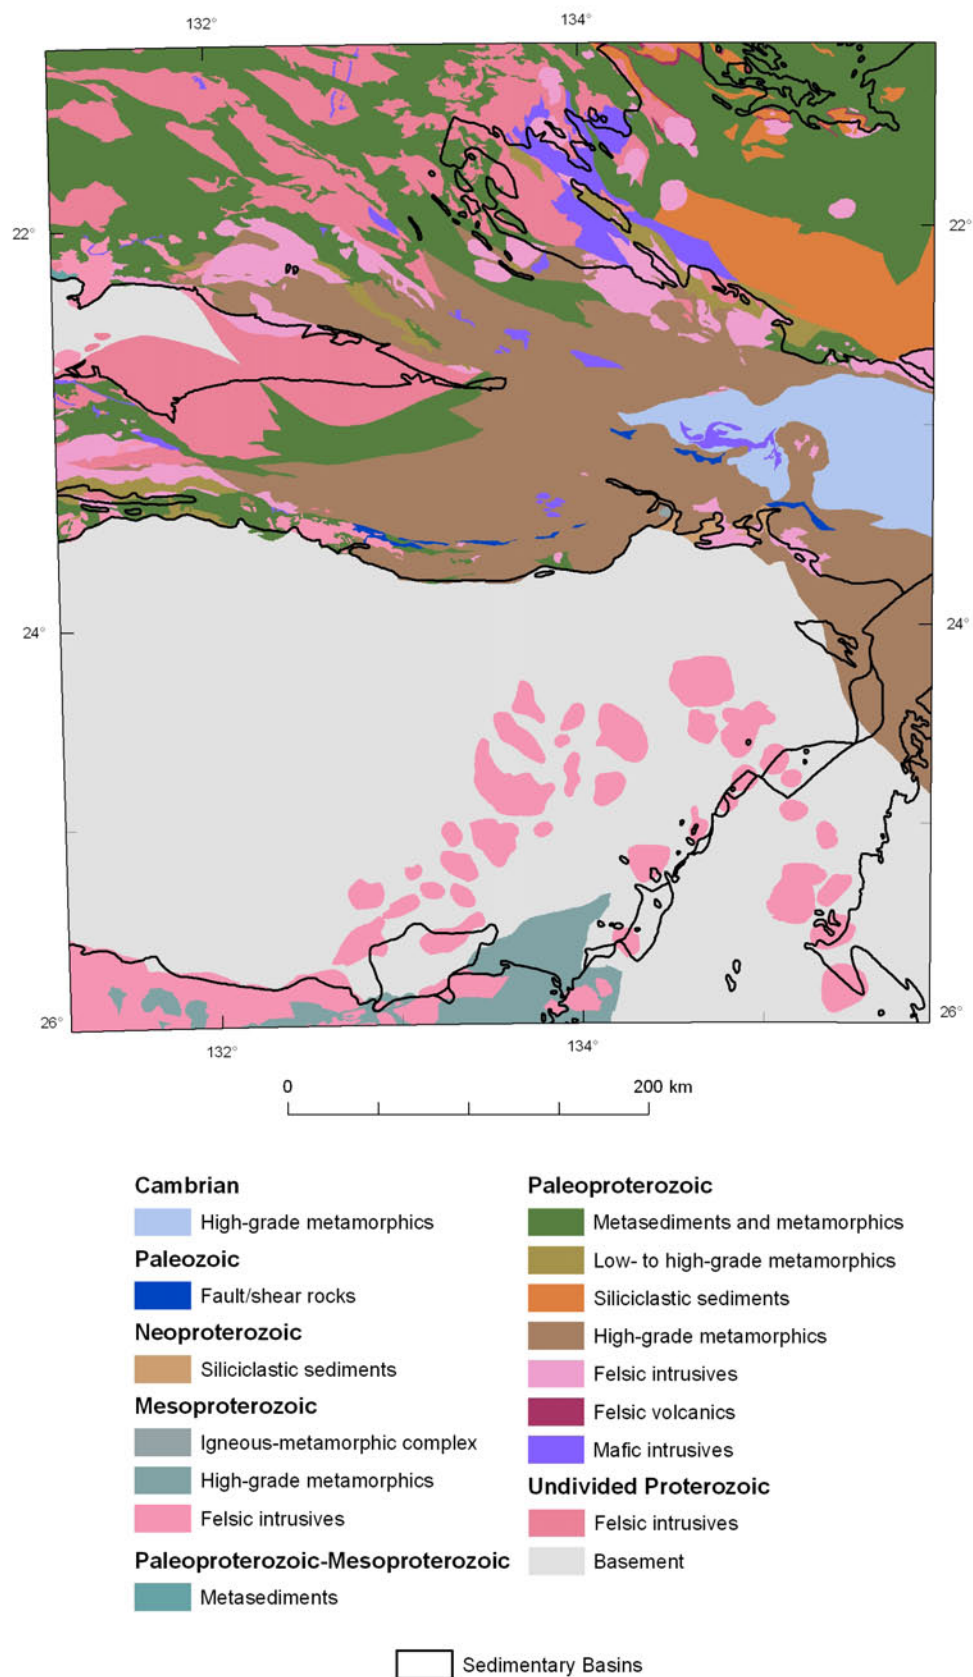 132°
134°
22°
22°
24°
24°
26°
26°
132°
134°
0
200 km
Cambrian
High-grade metamorphics
Paleozoic
Fault/shear rocks
Neoproterozoic
Siliciclastic sediments
Mesoproterozoic
Igneous-metamorphic complex
High-grade metamorphics
Felsic intrusives
Paleoproterozoic-Mesoproterozoic
Metasediments
Paleoproterozoic
Metasediments and metamorphics
Low- to high-grade metamorphics
Siliciclastic sediments
High-grade metamorphics
Felsic intrusives
Felsic volcanics
Mafic intrusives
Undivided Proterozoic
Felsic intrusives
Basement
Sedimentary Basins